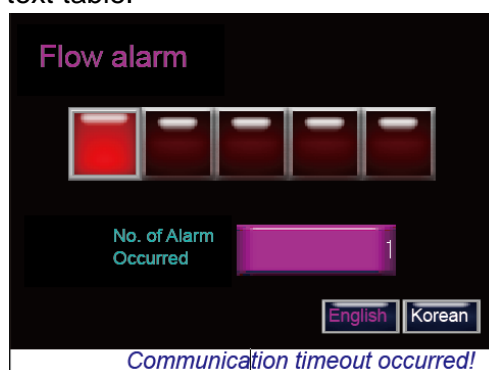 text table.
Flow alarm
No. of Alarm
Occurred
1
English Korean
Communication timeout occurred!